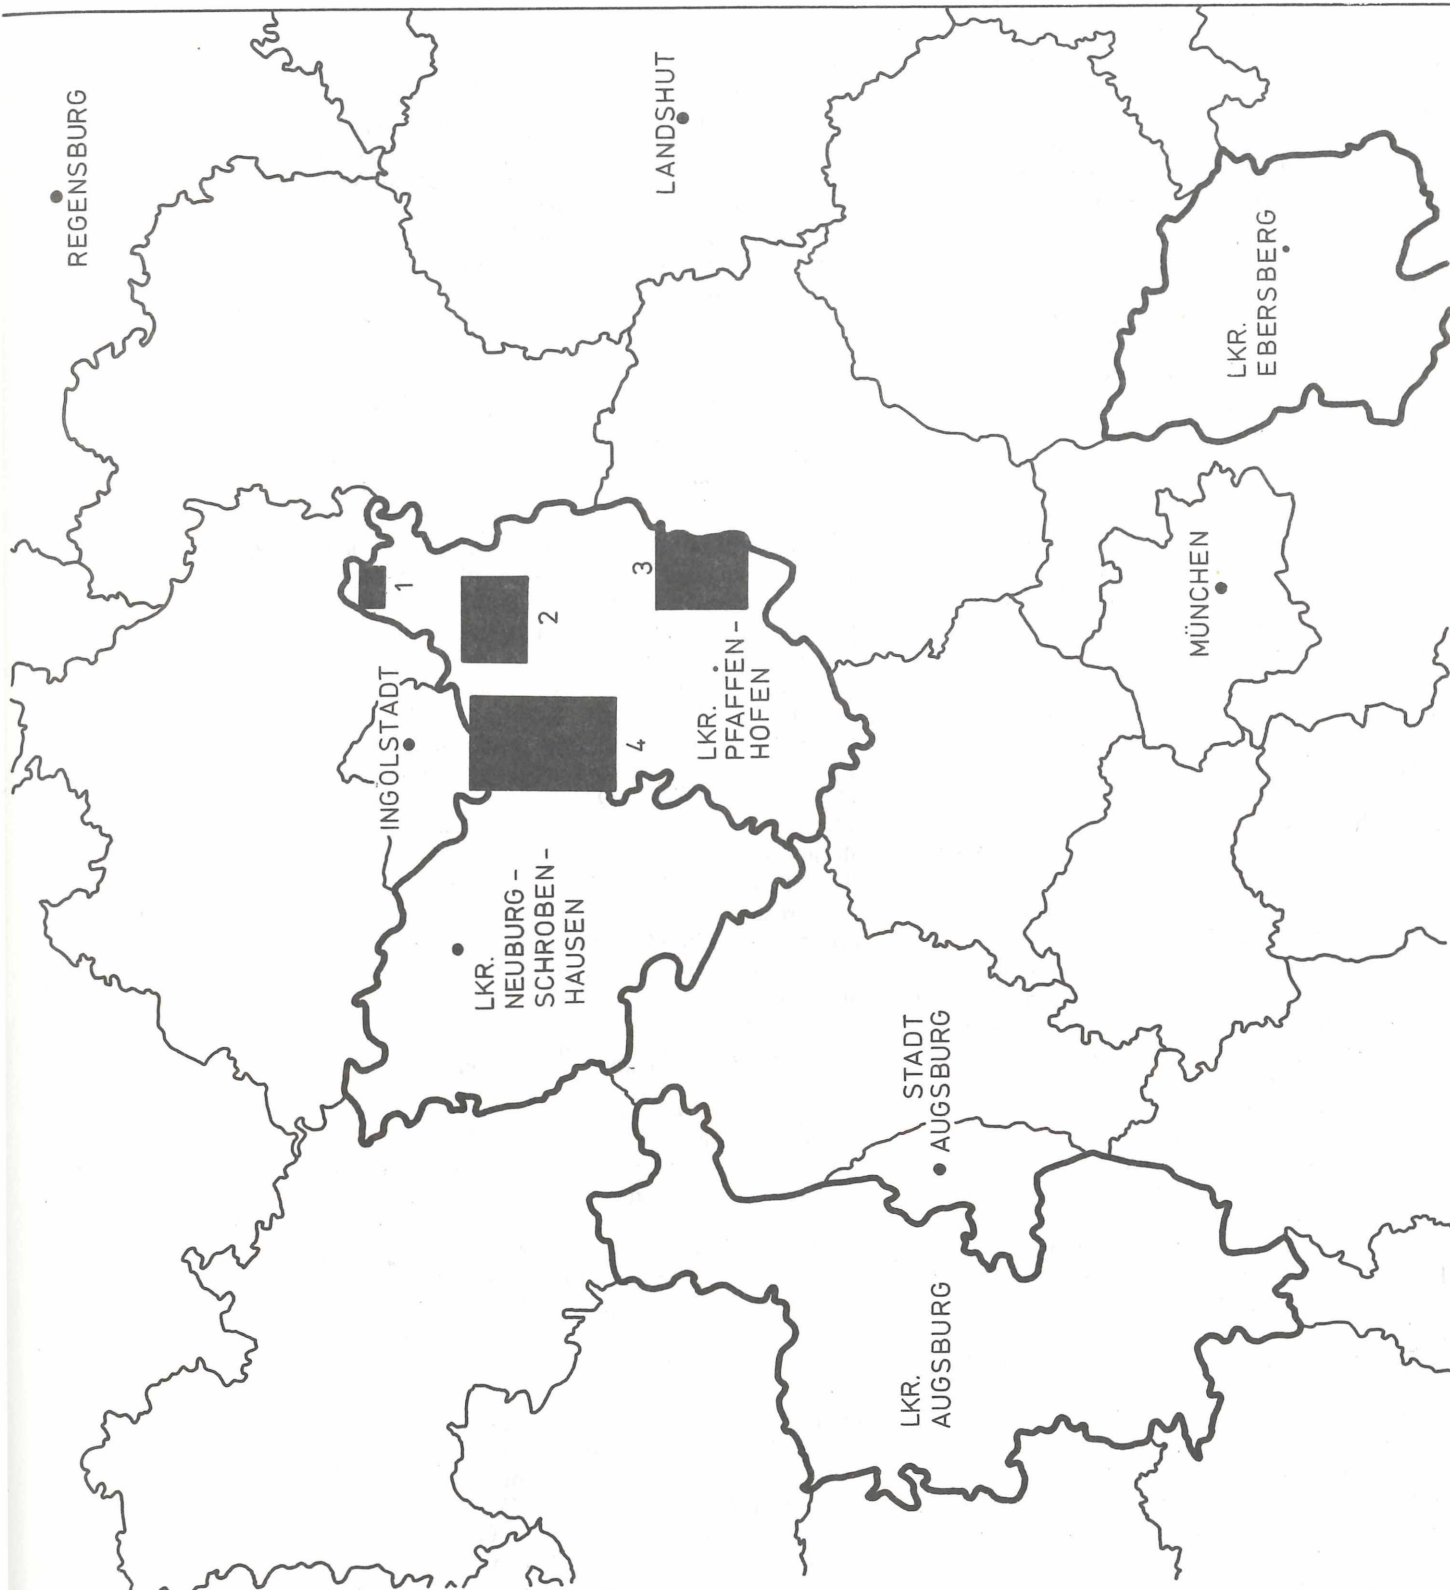 REGENSBURG
INGOLSTADT
1
LKR.
NEUBURG-
SCHROBEN-
HAUSEN
2
4
3
LANDSHUT
LKR.
PFAFFEN-
HOFEN
LKR.
AUGSBURG
STADT
AUGSBURG
MÜNCHEN
LKR.
EBERSBERG